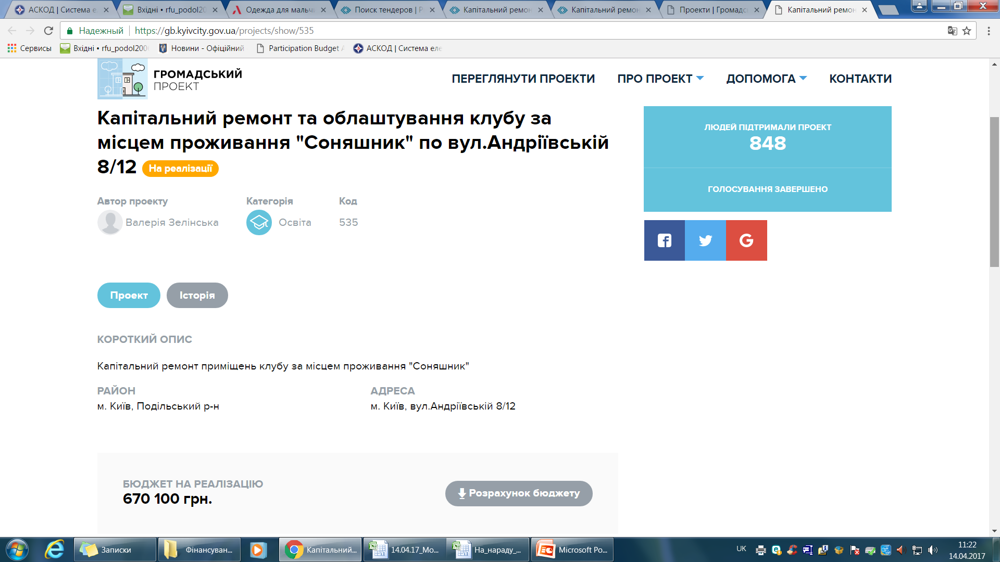 АСКОД | Система ел
Вхідні • rfu_podol20
Одежда для мальч
Поиск тендеров | P
Капітальний ремон
Капітальний ремон
Проекти | Громадс
Капітальний ремон
Надежный
https://gb.kyivcity.gov.ua/projects/show/535
Сервисы
Вхідні • rfu_podol200
Новини - Офіційний
Participation Budget A
АСКОД | Система еле
ГРОМАДСЬКИЙ
ПРОЕКТ
ПЕРЕГЛЯНУТИ ПРОЕКТИ
ПРО ПРОЕКТ
ДОПОМОГА
КОНТАКТИ
Капітальний ремонт та облаштування клубу за
місцем проживання "Соняшник" по вул.Андріївській
8/12 На реалізації
ЛЮДЕЙ ПІДТРИМАЛИ ПРОЕКТ
848
ГОЛОСУВАННЯ ЗАВЕРШЕНО
Автор проекту
Категорія
Код
Валерія Зелінська
Освіта
535
Проект
Історія
КОРОТКИЙ ОПИС
Капітальний ремонт приміщень клубу за місцем проживання "Соняшник"
РАЙОН
АДРЕСА
м. Київ, Подільський р-н
м. Київ, вул.Андріївській 8/12
БЮДЖЕТ НА РЕАЛІЗАЦІЮ
670 100 грн.
Розрахунок бюджету
Записки
Фінансуван...
Капітальний...
14.04.17_Мо...
На_нараду_...
Microsoft Po...
UK
11:22
14.04.2017